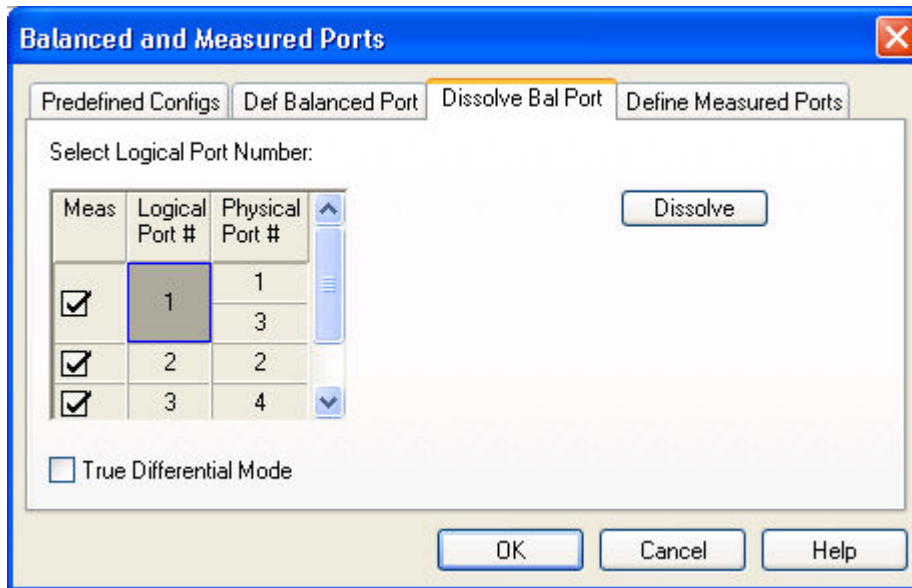 Balanced and Measured Ports
Predefined Configs Def Balanced Port Dissolve Bal Port Define Measured Ports
Select Logical Port Number:
Meas Logical Port # Physical Port #
1 1
3
2 2
3 4
Dissolve
True Differential Mode
OK Cancel Help